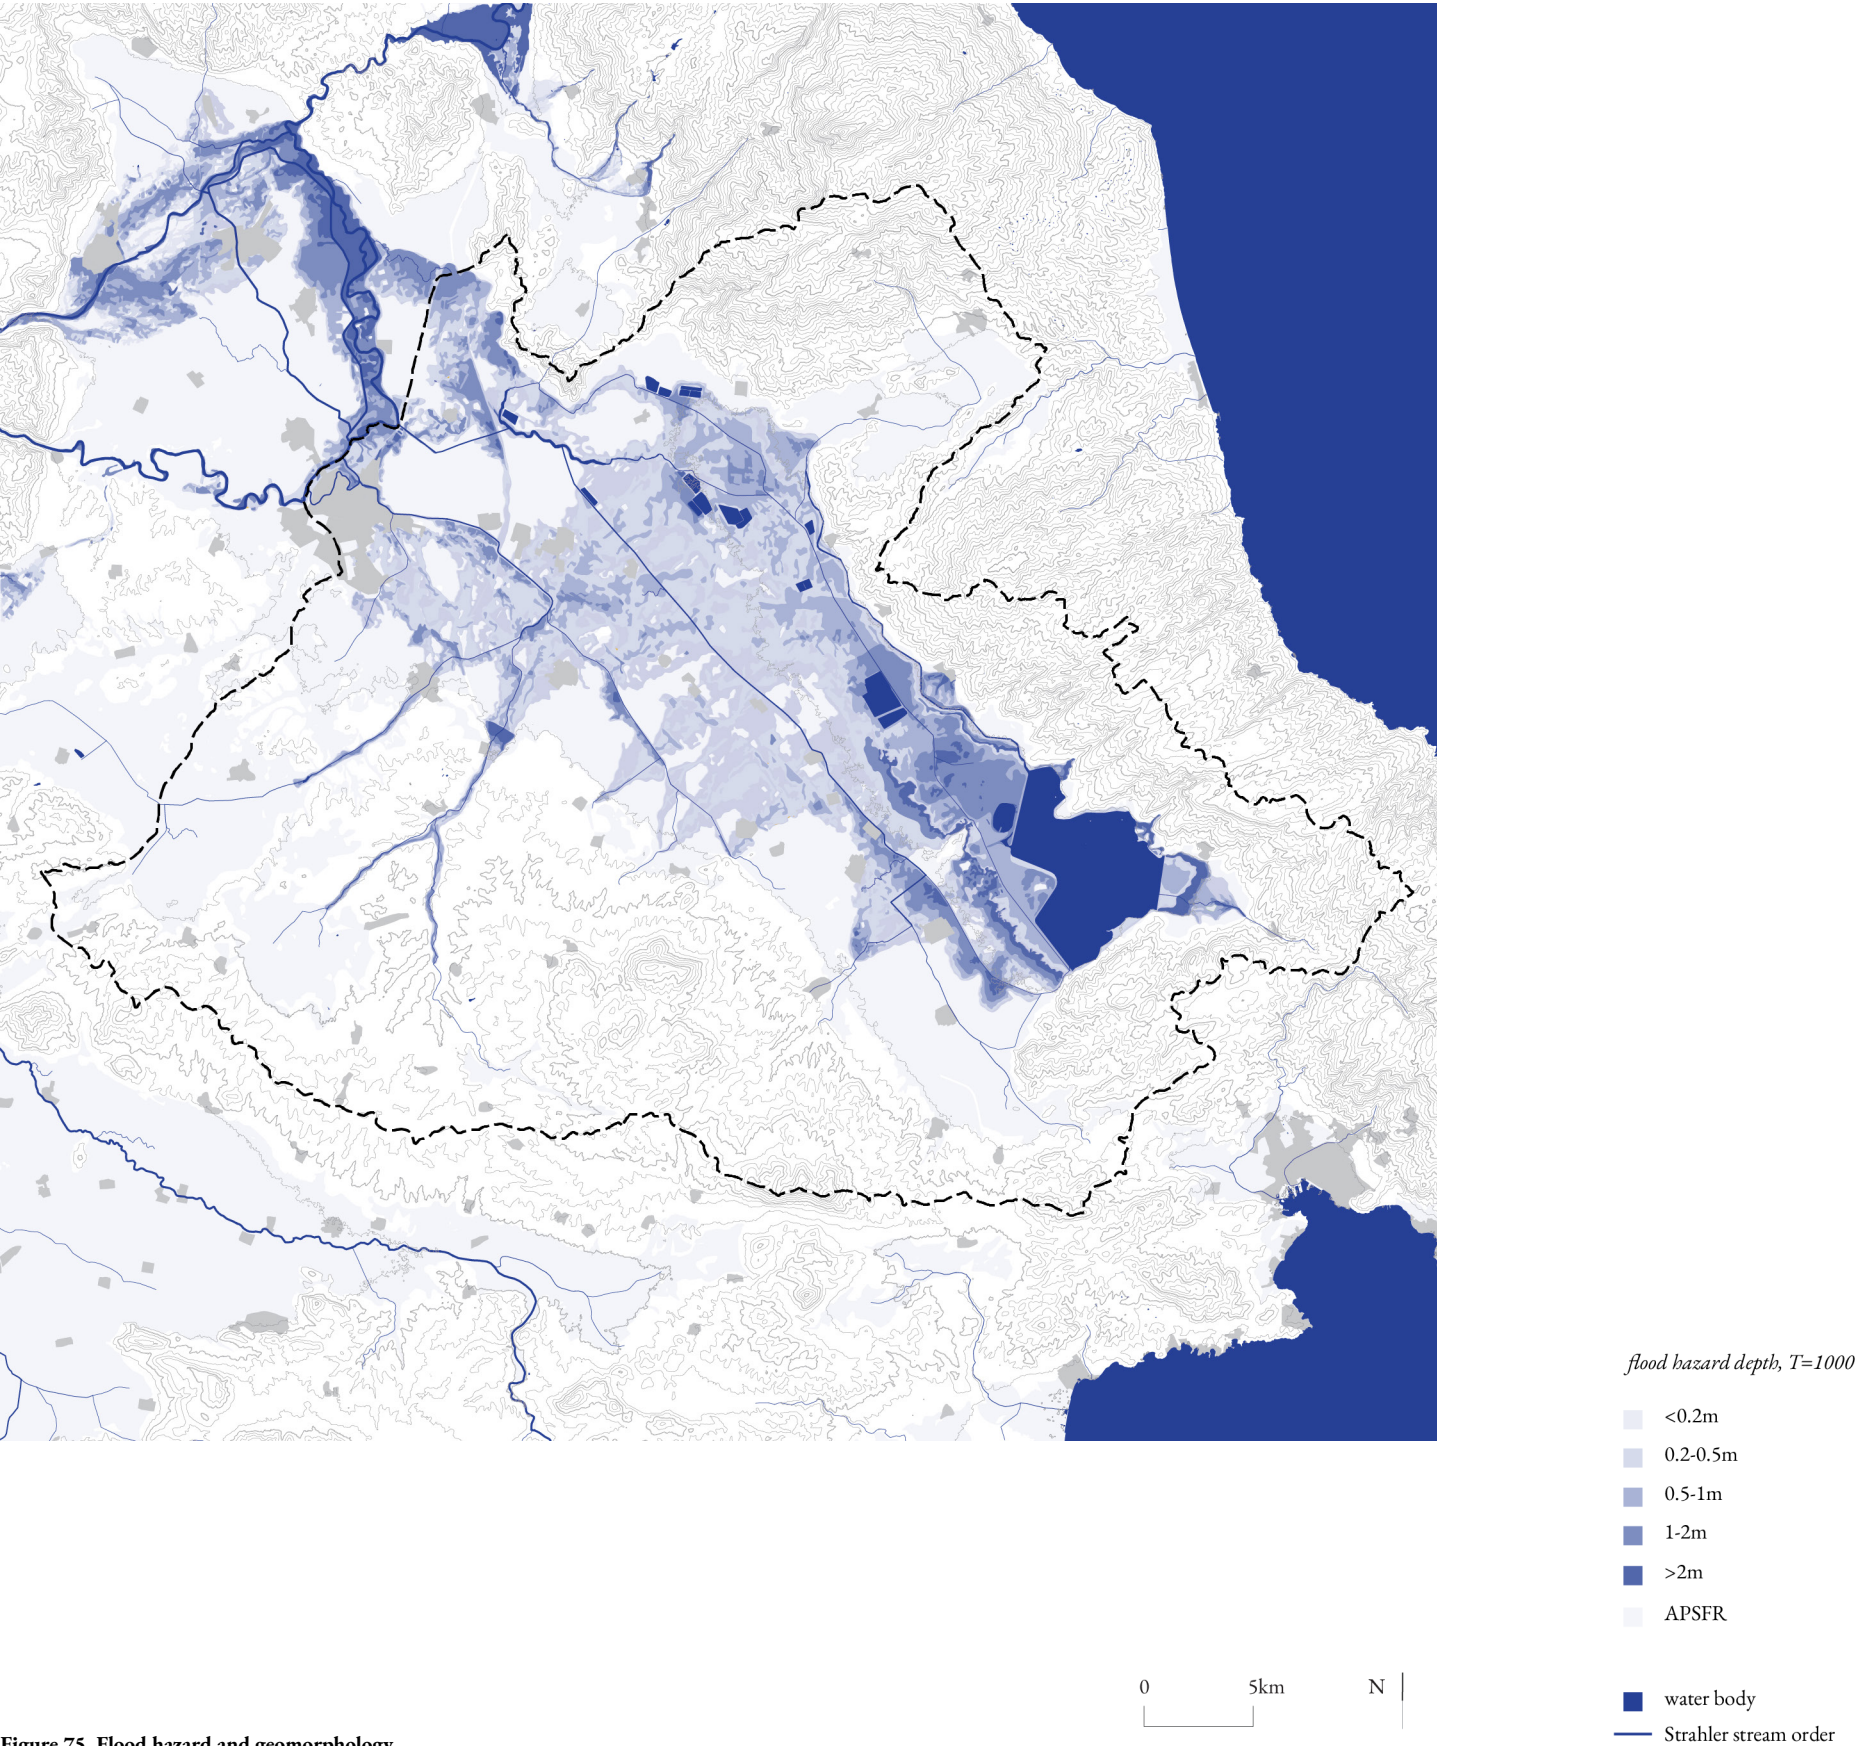 flood hazard depth, T=1000
<0.2m
0.2-0.5m
0.5-1m
1-2m
>2m
APSFR
0 5km N
water body
Strahler stream order
Figure 75. Flood hazard and geomorphology